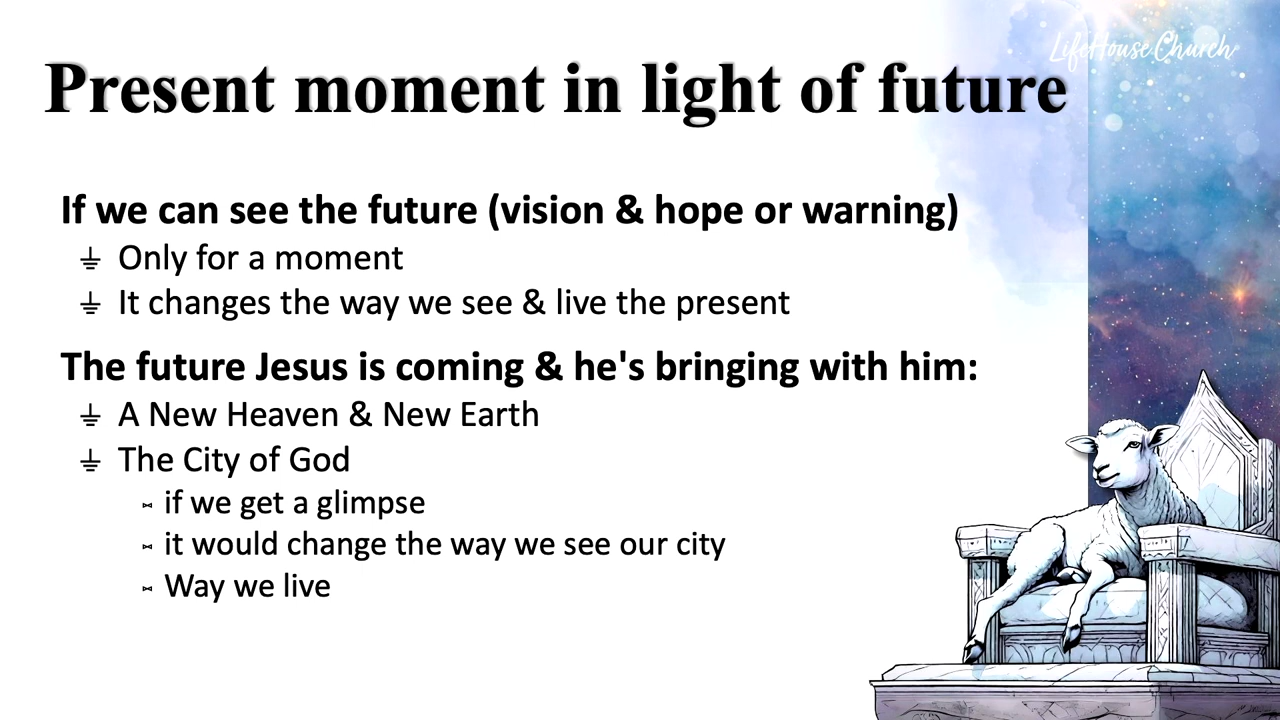 LifeHouse Church
Present moment in light of future
If we can see the future (vision & hope or warning)
Only for a moment
It changes the way we see & live the present
The future Jesus is coming & he's bringing with him:
A New Heaven & New Earth
The City of God
if we get a glimpse
it would change the way we see our city
Way we live